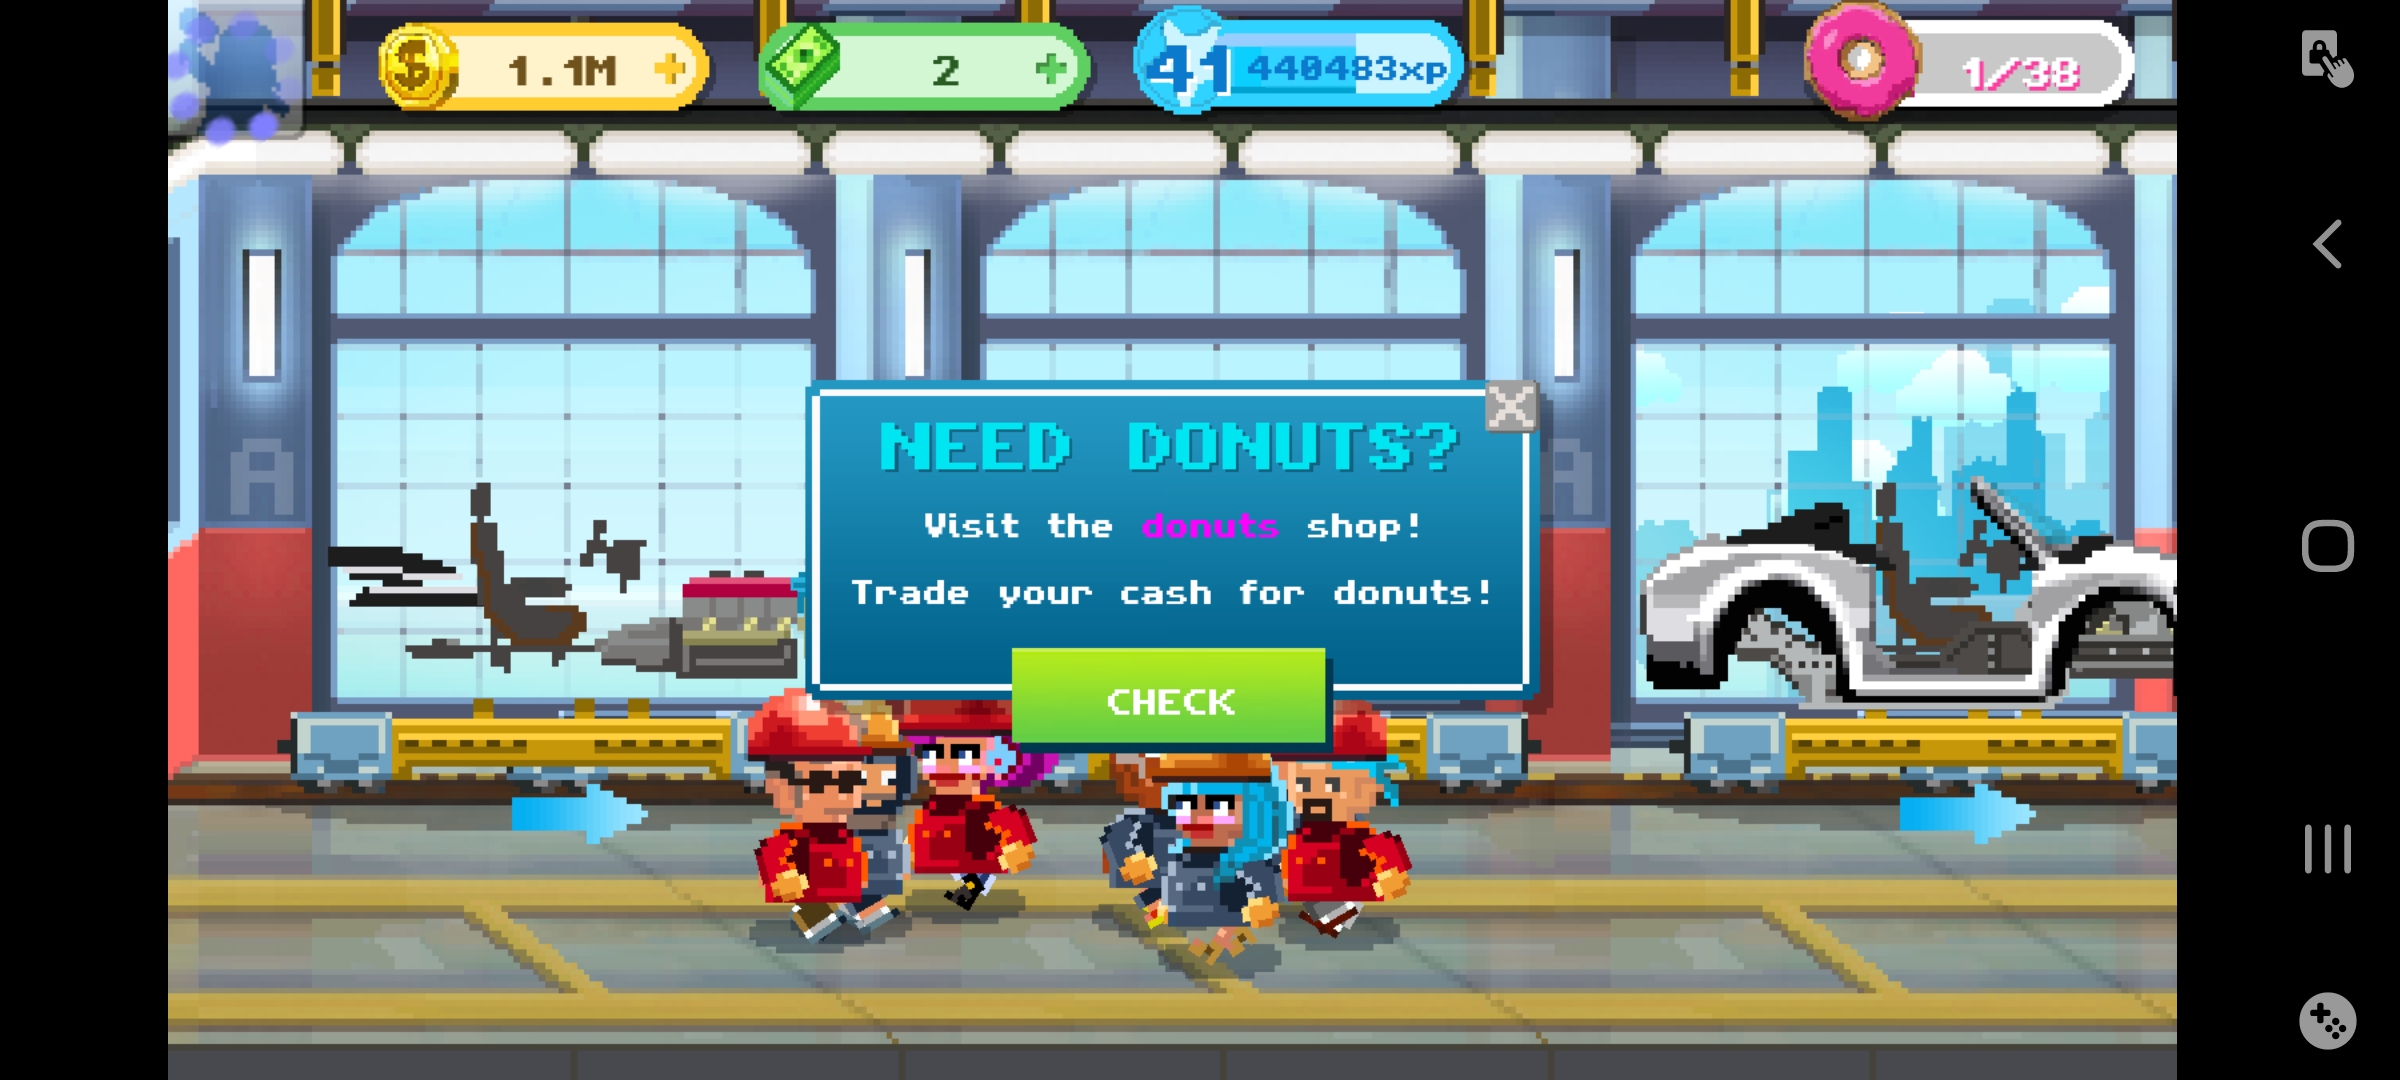 1.1M
2
41 440483xp
1/38
A
A
NEED DONUTS?
Visit the donuts shop!
Trade your cash for donuts!
CHECK